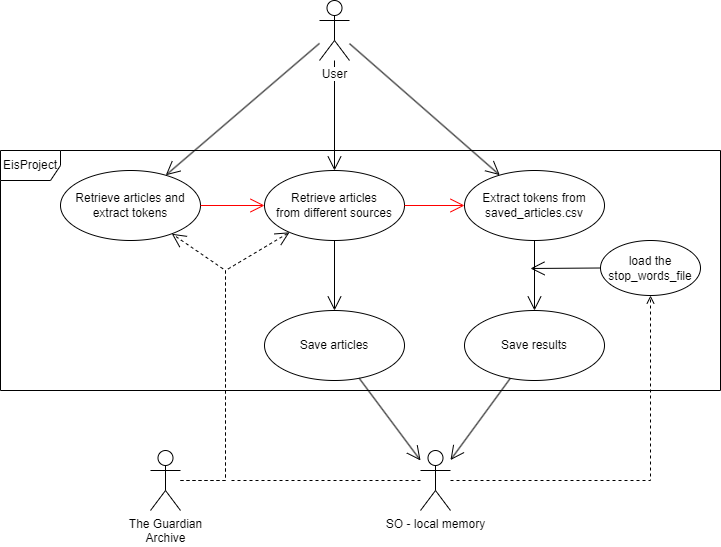 User
EisProject
Retrieve articles and
extract tokens
Retrieve articles
from different sources
Extract tokens from
saved_articles.csv
load the
stop_words_file
Save articles
Save results
The Guardian
Archive
SO - local memory